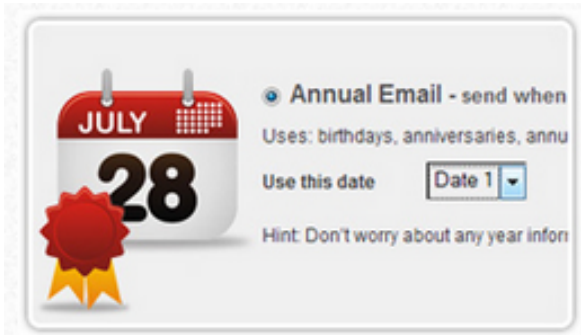 JULY
28
Annual Email - send when
Uses: birthdays, anniversaries, annu
Use this date Date 1
Hint: Don't worry about any year inforr